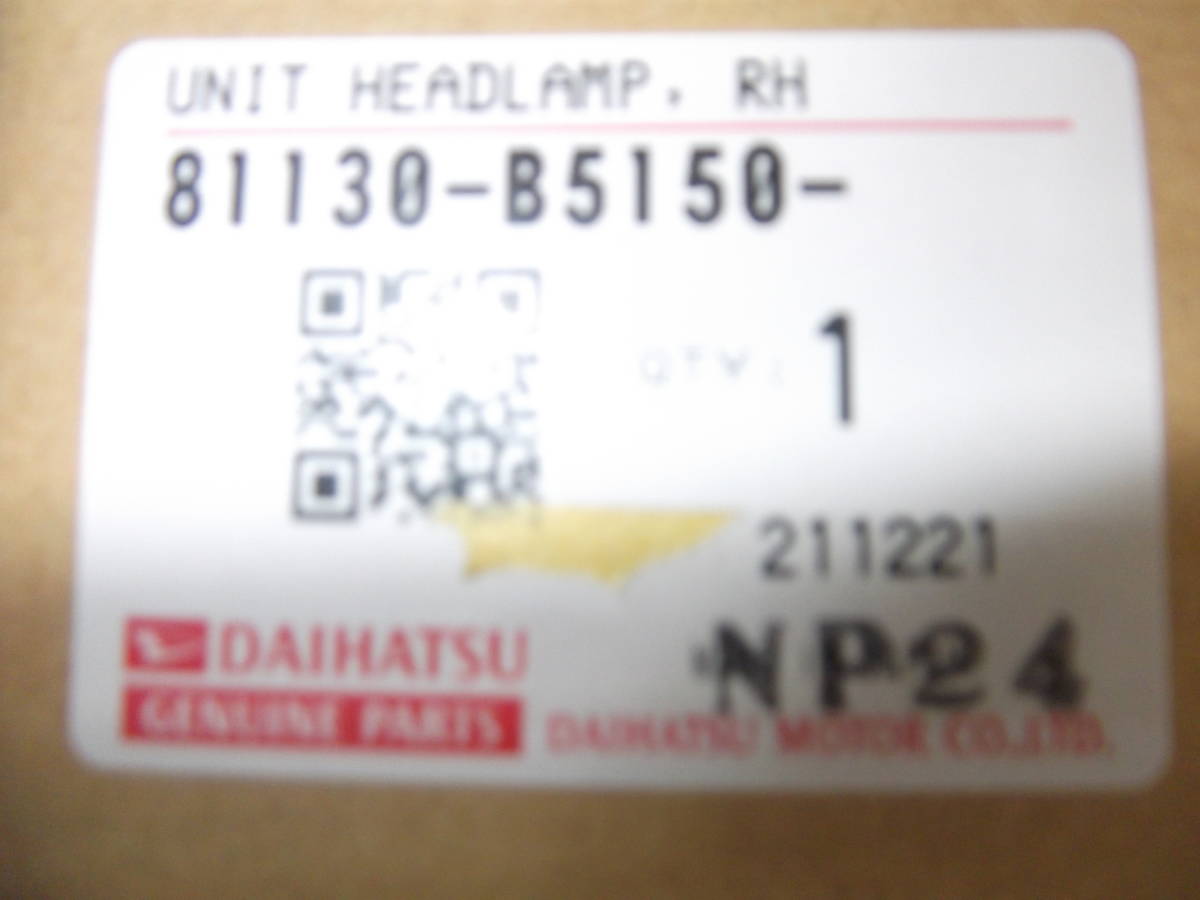 UNIT HEADLAMP, RH
81130-B5150-
QTY: 1
211221
NP24
DAIHATSU
GENUINE PARTS
DAIHATSU MOTOR CO.,LTD.